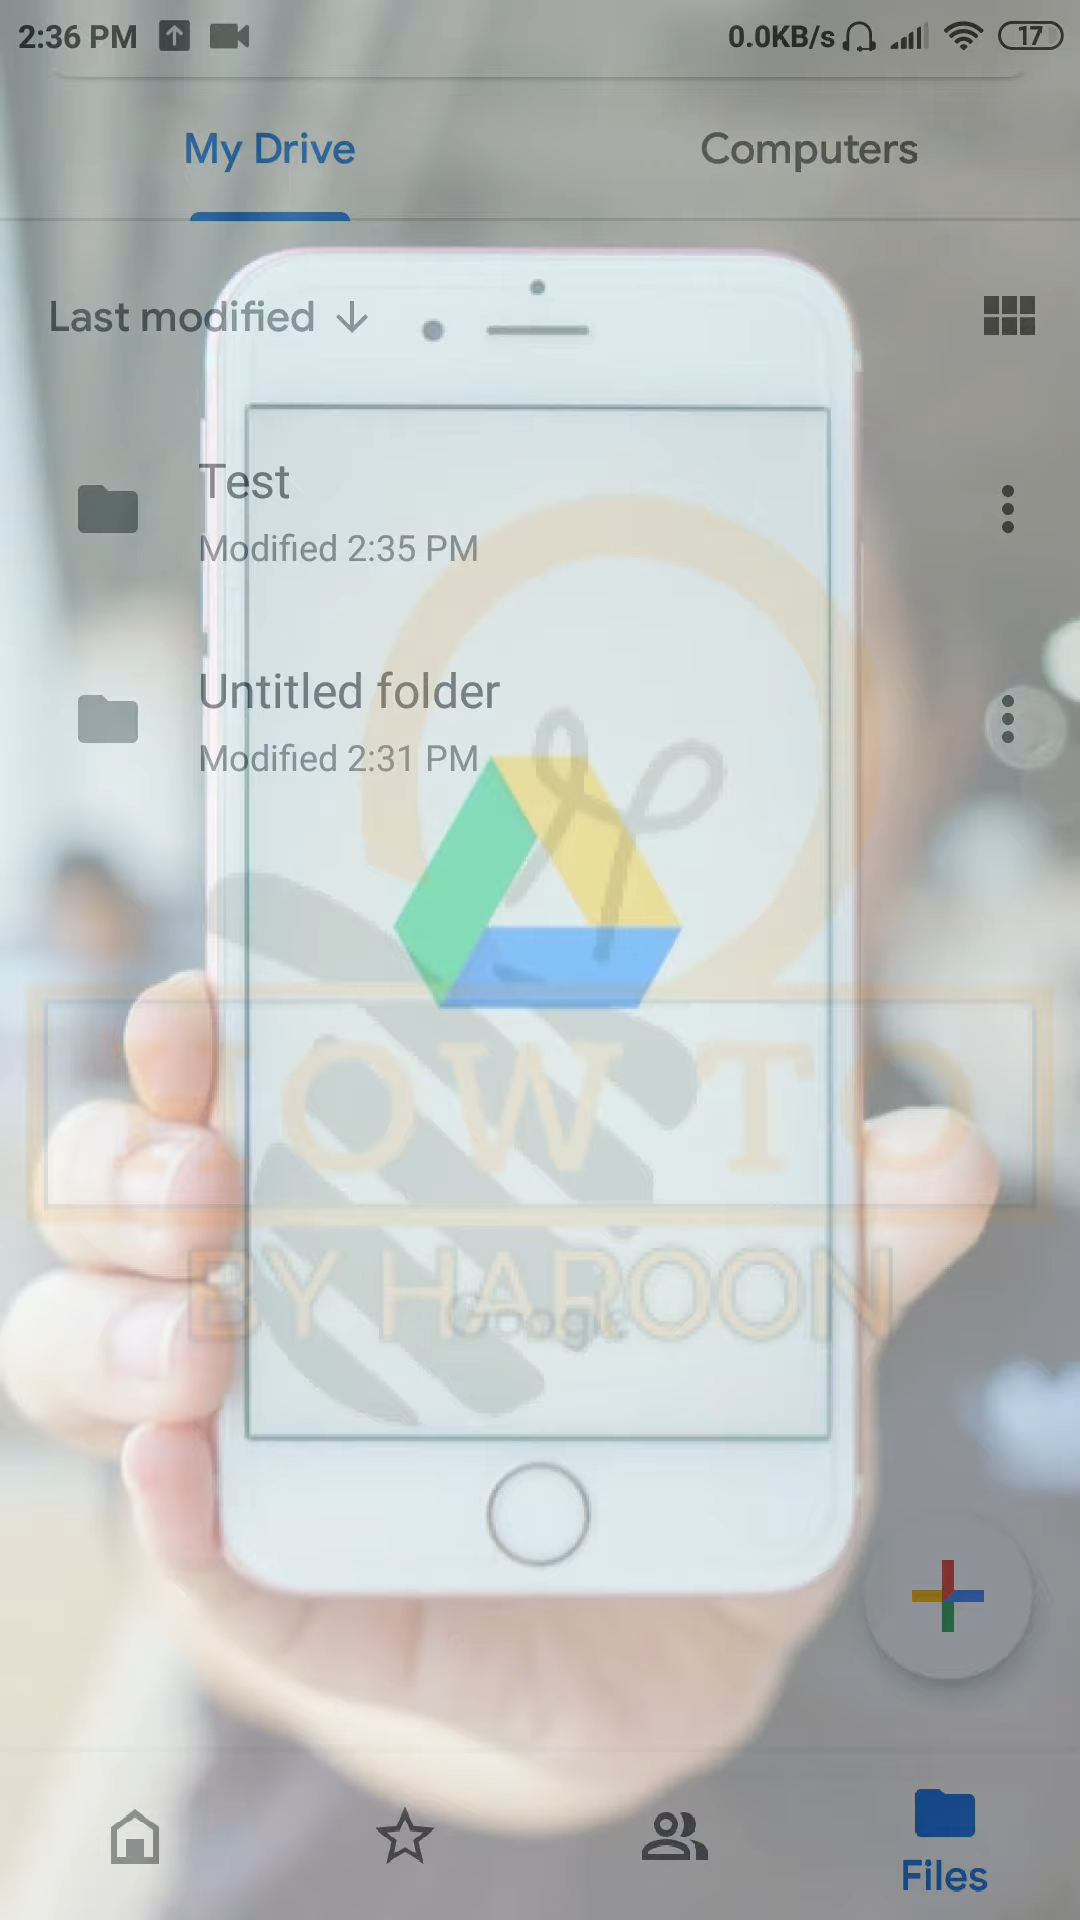 2:36 PM 0.0KB/s 17
My Drive Computers
Last modified
Test
Modified 2:35 PM
Untitled folder
Modified 2:31 PM
HOW TO
BY HAROON
Google
Files